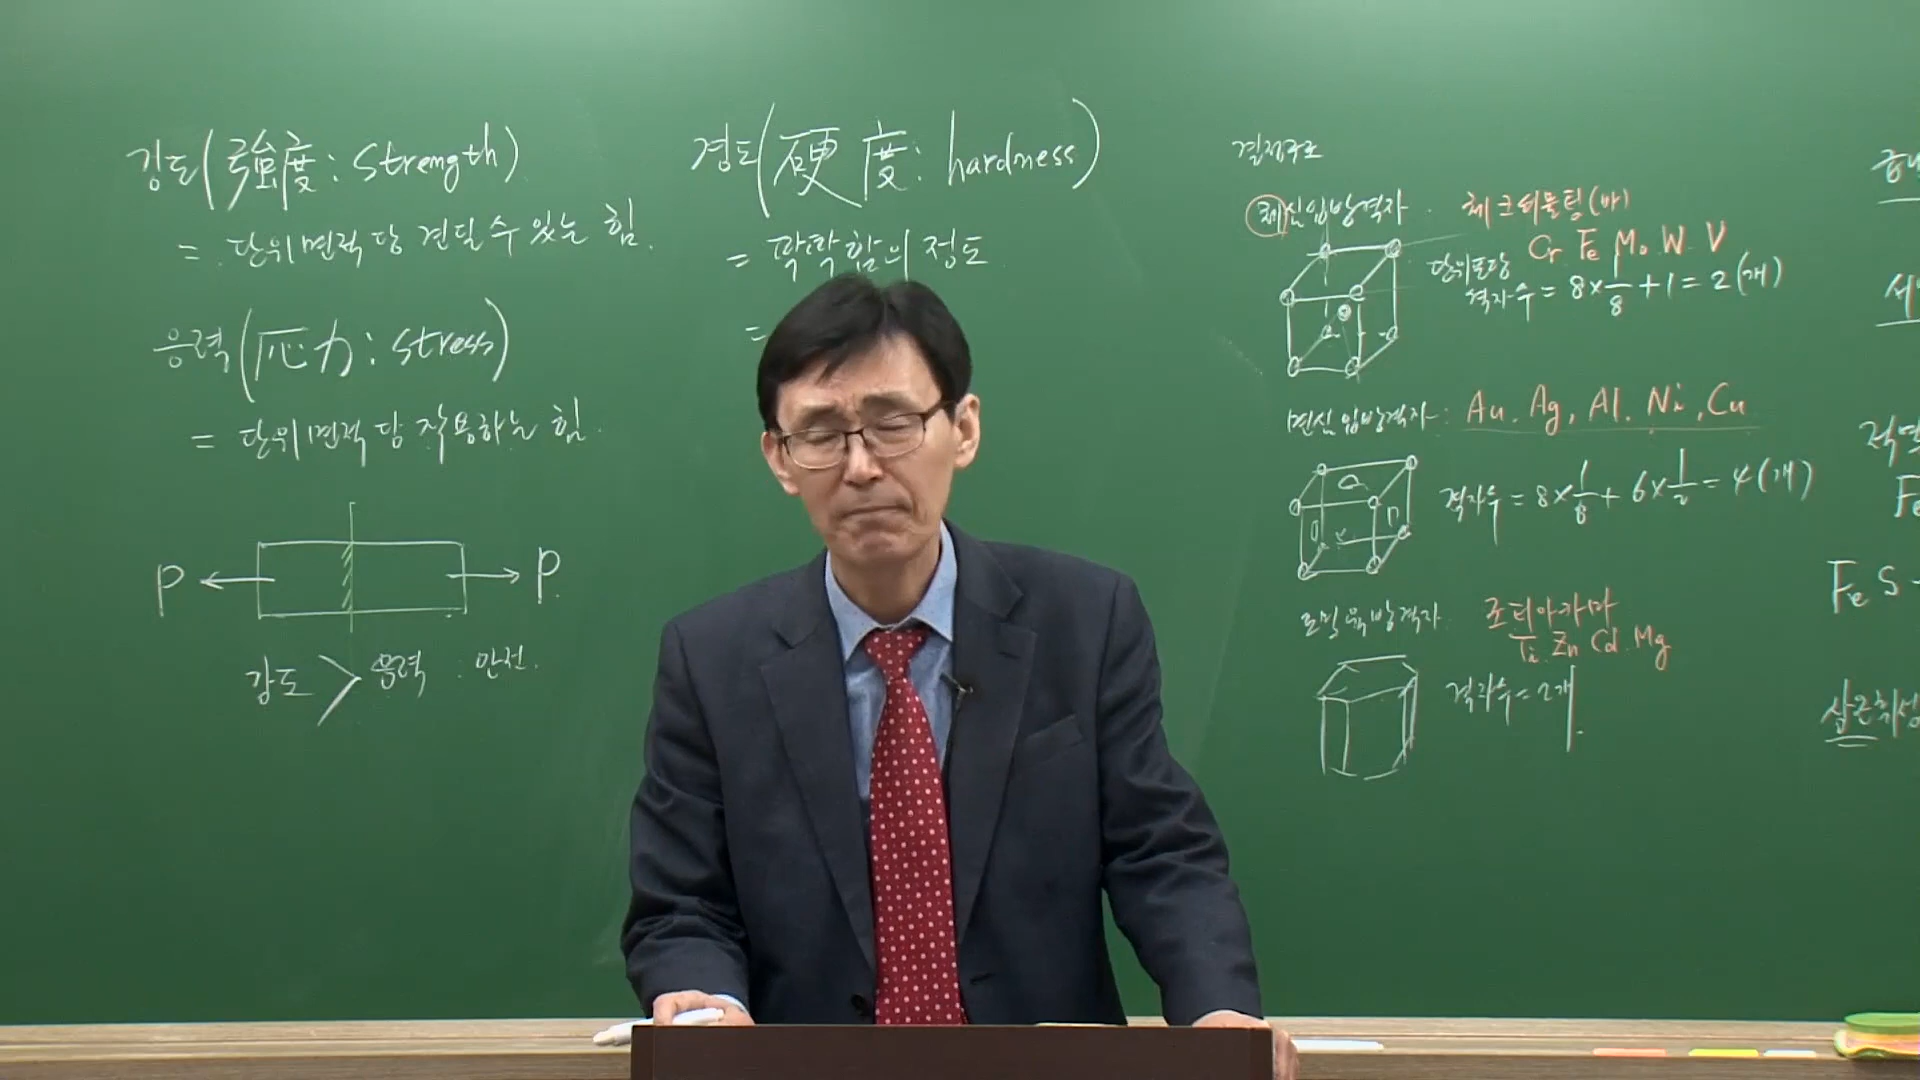 강도(強度: strength)
= 단위면적 당 견딜 수 있는 힘.
응력(応力: stress)
= 단위면적 당 작용하는 힘.
P P
강도 > 응력 : 안전.
경도(硬度: hardness)
= 딱딱함의 정도
=
결정구조
체심입방격자. 체크퍼몰텅(바)
Cr Fe Mo W V
단위포당
격자수 = 8×1/8+1=2(개)
면심입방격자: Au. Ag, Al. Ni, Cu
격자수 = 8×1/8+6×1/2=4(개)
조밀육방격자. 조티아카마
Ti. Zn Cd. Mg
격자수=2개
Fe
FeS